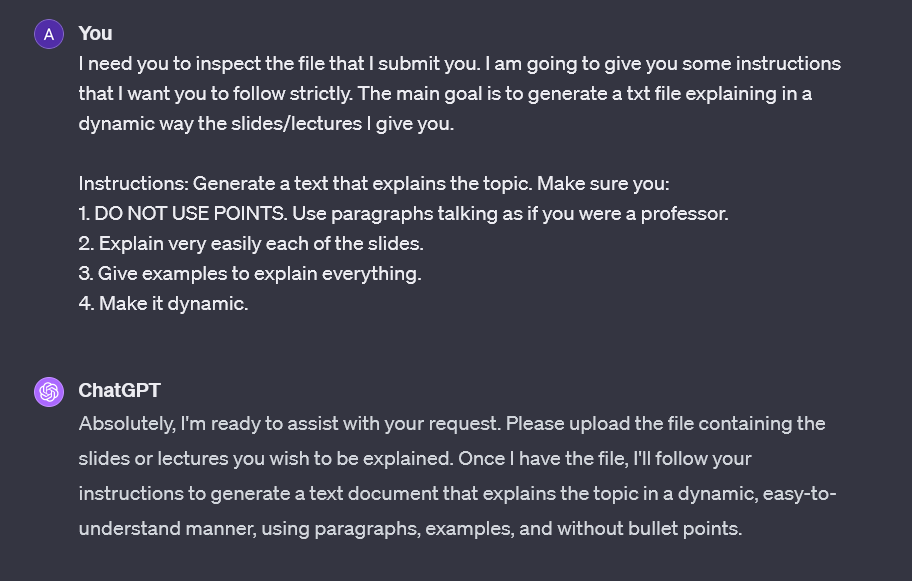 A
You
I need you to inspect the file that I submit you. I am going to give you some instructions
that I want you to follow strictly. The main goal is to generate a txt file explaining in a
dynamic way the slides/lectures I give you.
Instructions: Generate a text that explains the topic. Make sure you:
1. DO NOT USE POINTS. Use paragraphs talking as if you were a professor.
2. Explain very easily each of the slides.
3. Give examples to explain everything.
4. Make it dynamic.
ChatGPT
Absolutely, I'm ready to assist with your request. Please upload the file containing the
slides or lectures you wish to be explained. Once I have the file, I'll follow your
instructions to generate a text document that explains the topic in a dynamic, easy-to-
understand manner, using paragraphs, examples, and without bullet points.